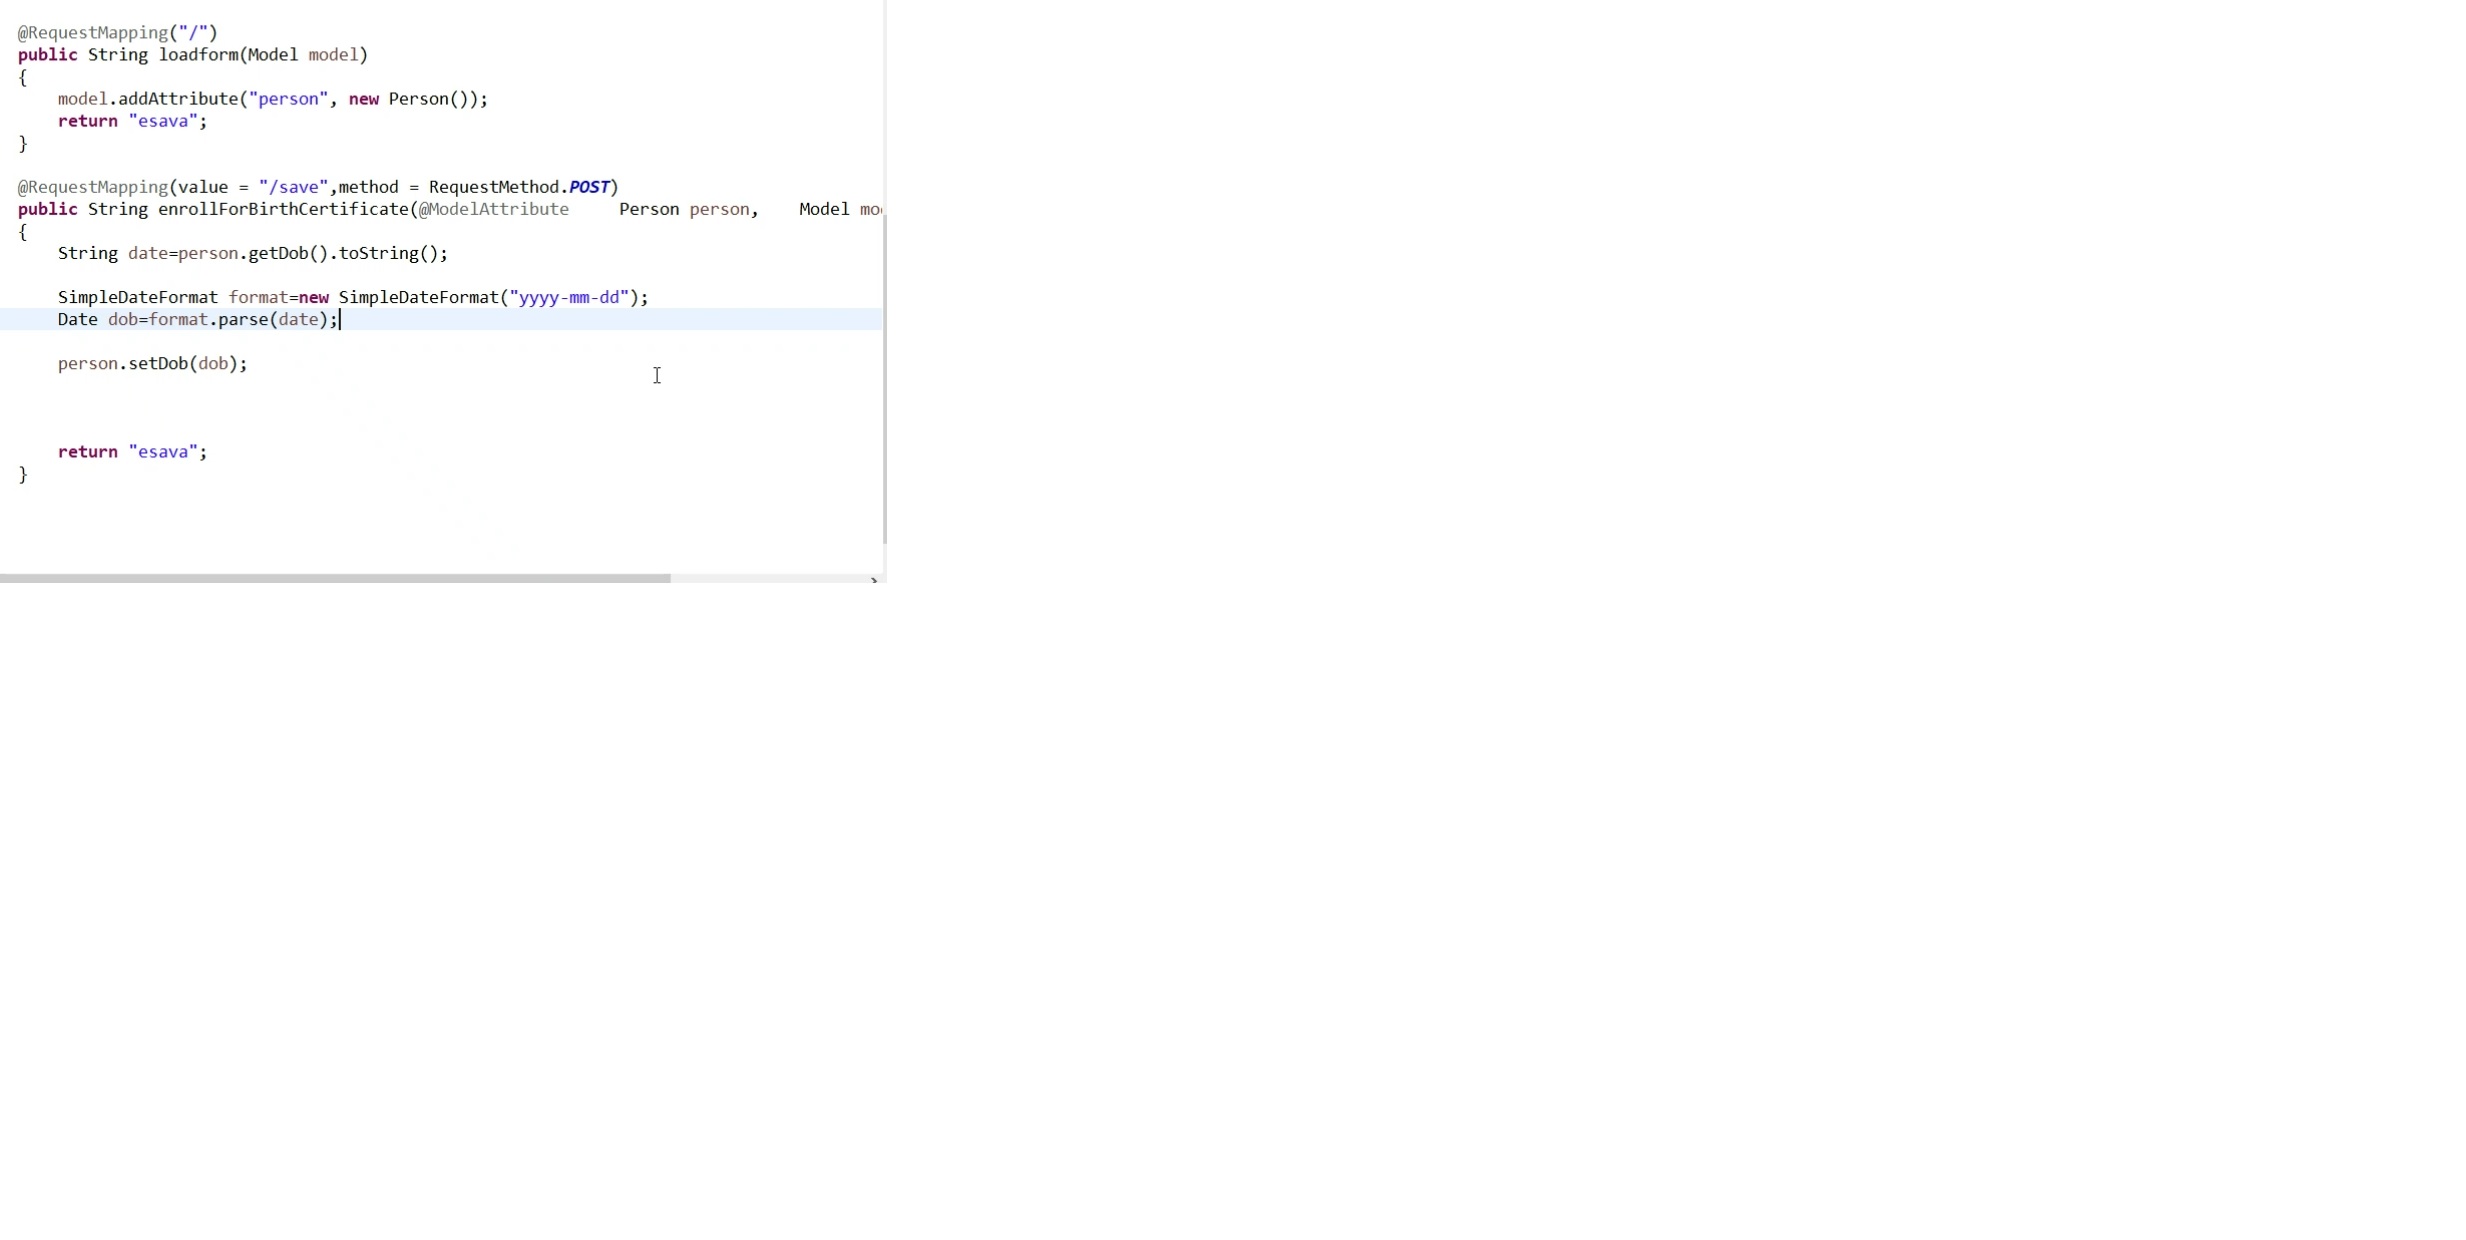 @RequestMapping("/")
public String loadform(Model model)
{
    model.addAttribute("person", new Person());
    return "esava";
}
@RequestMapping(value = "/save",method = RequestMethod.POST)
public String enrollForBirthCertificate(@ModelAttribute     Person person,    Model mo
{
    String date=person.getDob().toString();
    SimpleDateFormat format=new SimpleDateFormat("yyyy-mm-dd");
    Date dob=format.parse(date);
    person.setDob(dob);
    return "esava";
}